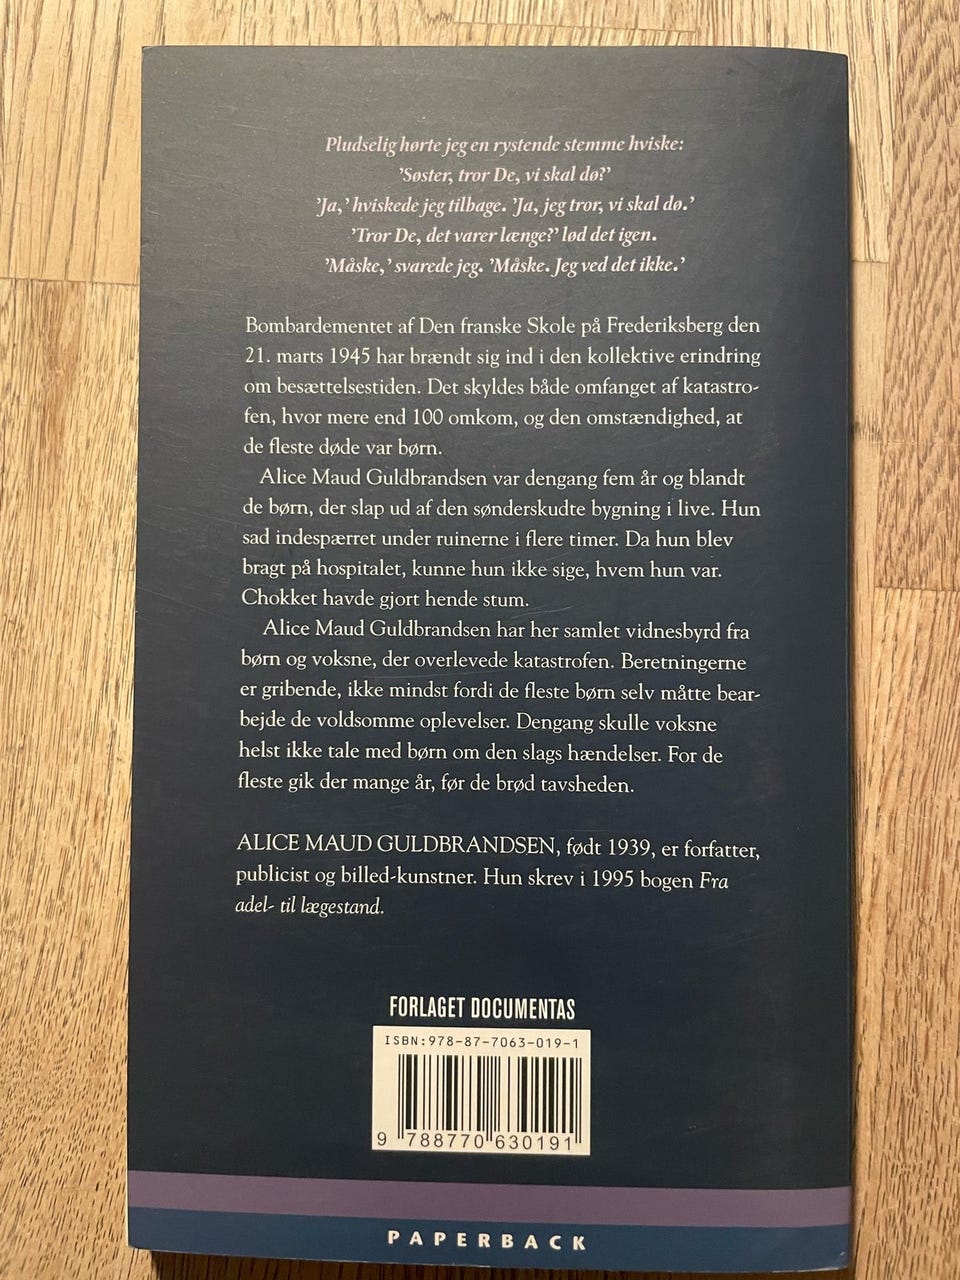 Pludselig hørte jeg en rystende stemme hviske:
'Søster, tror De, vi skal dø?'
'Ja,' hviskede jeg tilbage. 'Ja, jeg tror, vi skal dø.'
'Tror De, det varer længe?' lød det igen.
'Måske,' svarede jeg. 'Måske. Jeg ved det ikke.'
Bombardementet af Den franske Skole på Frederiksberg den
21. marts 1945 har brændt sig ind i den kollektive erindring
om besættelsestiden. Det skyldes både omfanget af katastro-
fen, hvor mere end 100 omkom, og den omstændighed, at
de fleste døde var børn.
Alice Maud Guldbrandsen var dengang fem år og blandt
de børn, der slap ud af den sønderskudte bygning i live. Hun
sad indespærret under ruinerne i flere timer. Da hun blev
bragt på hospitalet, kunne hun ikke sige, hvem hun var.
Chokket havde gjort hende stum.
Alice Maud Guldbrandsen har her samlet vidnesbyrd fra
børn og voksne, der overlevede katastrofen. Beretningerne
er gribende, ikke mindst fordi de fleste børn selv måtte bear-
bejde de voldsomme oplevelser. Dengang skulle voksne
helst ikke tale med børn om den slags hændelser. For de
fleste gik der mange år, før de brød tavsheden.
ALICE MAUD GULDBRANDSEN, født 1939, er forfatter,
publicist og billed-kunstner. Hun skrev i 1995 bogen Fra
adel- til lægestand.
FORLAGET DOCUMENTAS
ISBN:978-87-7063-019-1
9 788770 630191
PAPERBACK